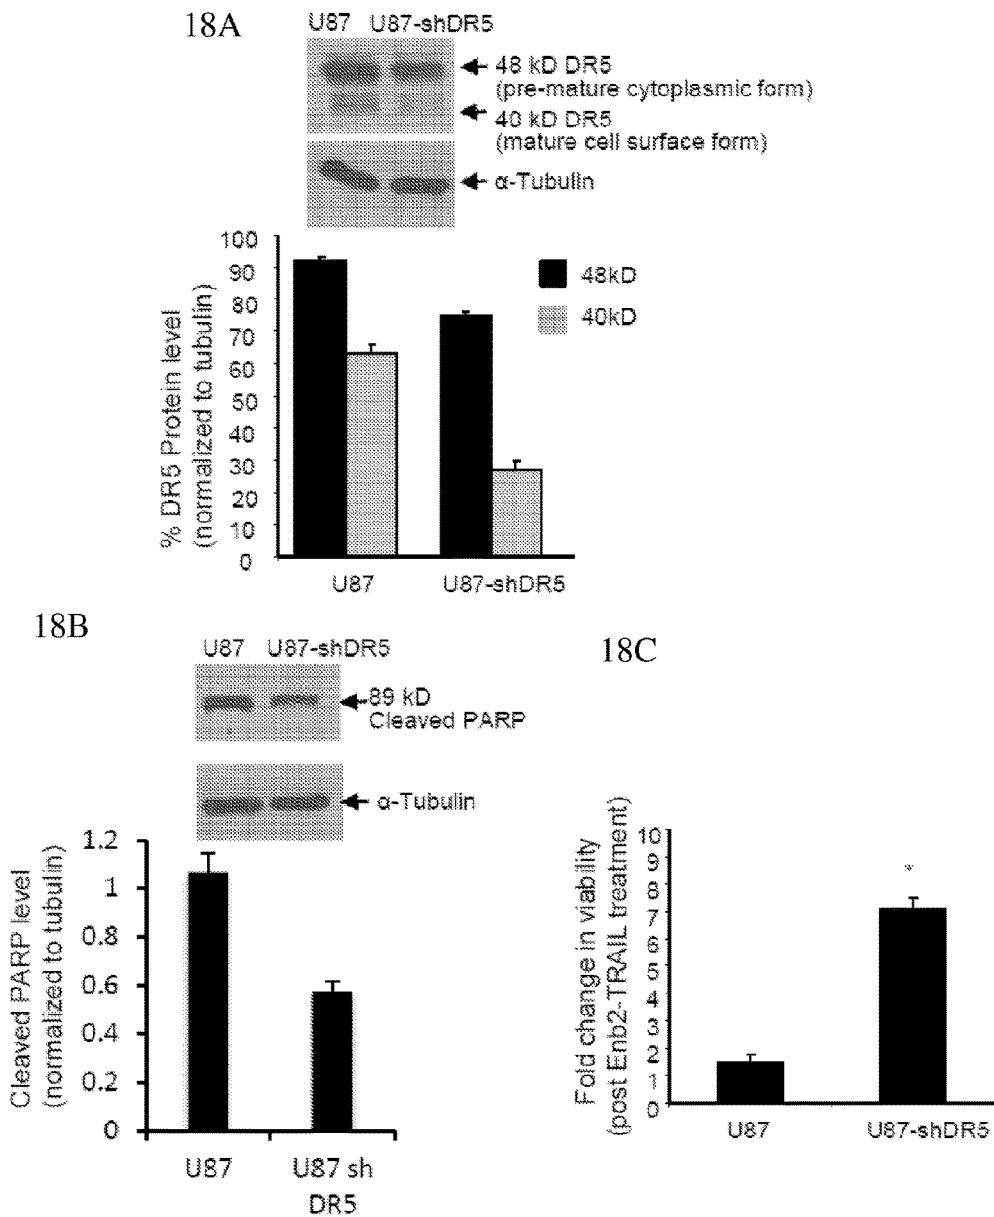 18A
U87 U87-shDR5
48 kD DR5
(pre-mature cytoplasmic form)
40 kD DR5
(mature cell surface form)
α-Tubulin
% DR5 Protein level
(normalized to tubulin)
100
90
80
70
60
50
40
30
20
10
0
48kD
40kD
U87
U87-shDR5
18B
U87 U87-shDR5
89 kD
Cleaved PARP
α-Tubulin
Cleaved PARP level
(normalized to tubulin)
1.2
1
0.8
0.6
0.4
0.2
0
U87
U87 sh
DR5
18C
Fold change in viability
(post Enb2-TRAIL treatment)
10
9
8
7
6
5
4
3
2
1
0
*
U87
U87-shDR5